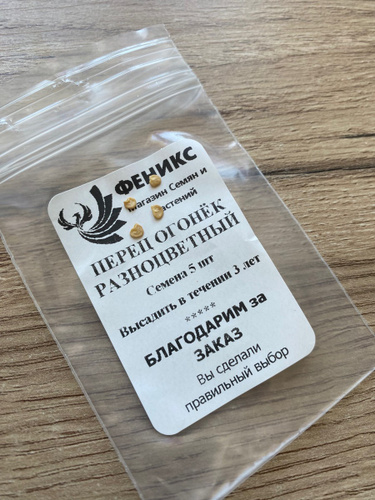 ФЕНИКС
Магазин Семян и
Растений
ПЕРЕЦ ОГОНЁК
РАЗНОЦВЕТНЫЙ
Семена 5 шт
Высадить в течении 3 лет
*****
БЛАГОДАРИМ за
ЗАКАЗ
Вы сделали
правильный выбор